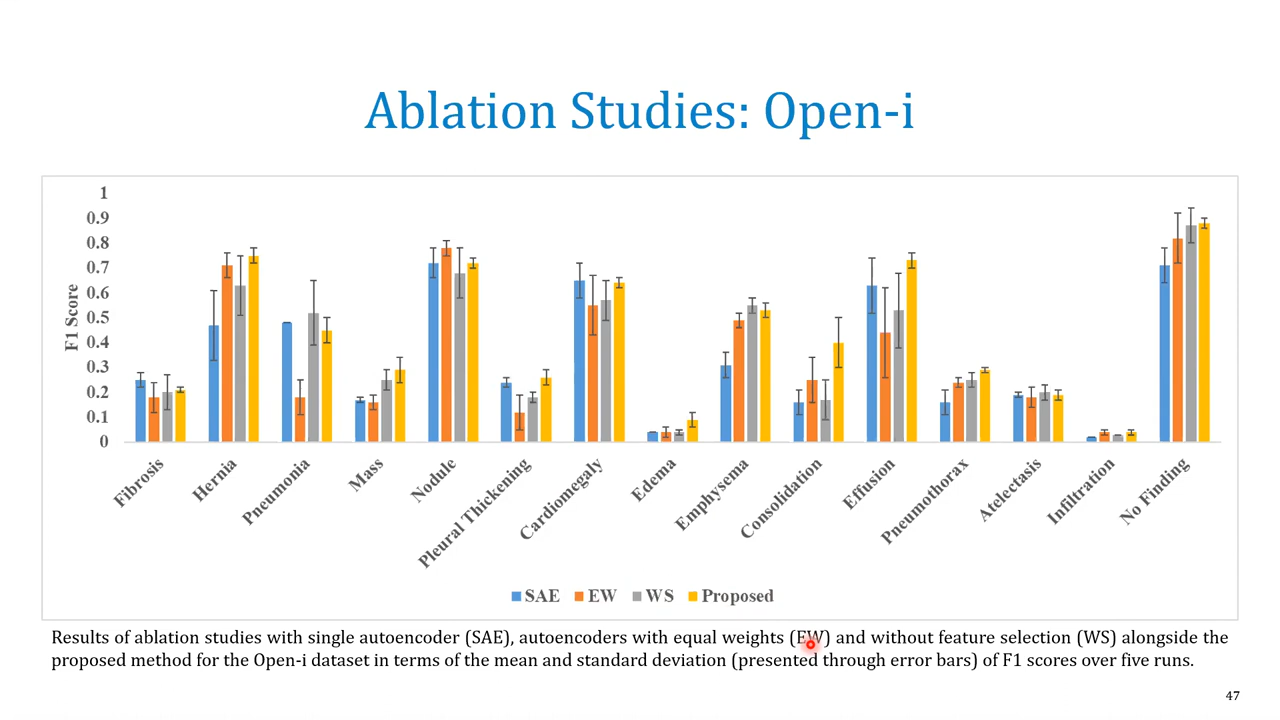 Ablation Studies: Open-i
1
0.9
0.8
0.7
0.6
0.5
0.4
0.3
0.2
0.1
0
F1 Score
Fibrosis
Hernia
Pneumonia
Mass
Nodule
Pleural Thickening
Cardiomegaly
Edema
Emphysema
Consolidation
Effusion
Pneumothorax
Atelectasis
Infiltration
No Finding
SAE EW WS Proposed
Results of ablation studies with single autoencoder (SAE), autoencoders with equal weights (EW) and without feature selection (WS) alongside the
proposed method for the Open-i dataset in terms of the mean and standard deviation (presented through error bars) of F1 scores over five runs.
47